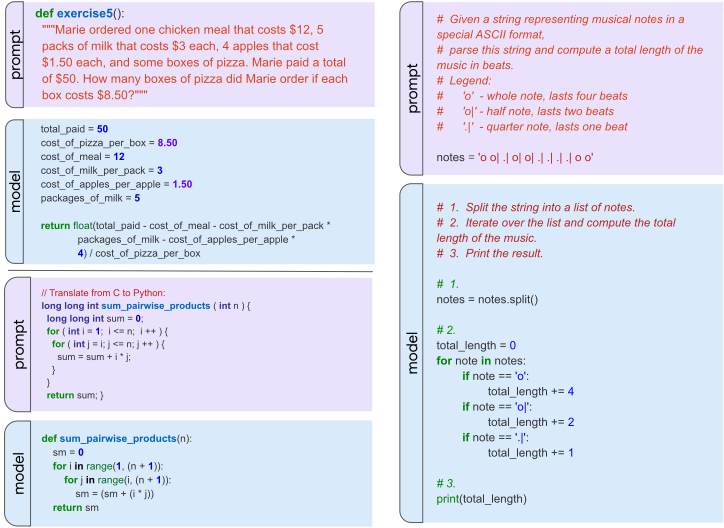 prompt
def exercise5():
"""Marie ordered one chicken meal that costs $12, 5
packs of milk that costs $3 each, 4 apples that cost
$1.50 each, and some boxes of pizza. Marie paid a total
of $50. How many boxes of pizza did Marie order if each
box costs $8.50?"""
model
total_paid = 50
cost_of_pizza_per_box = 8.50
cost_of_meal = 12
cost_of_milk_per_pack = 3
cost_of_apples_per_apple = 1.50
packages_of_milk = 5
return float(total_paid - cost_of_meal - cost_of_milk_per_pack *
packages_of_milk - cost_of_apples_per_apple *
4) / cost_of_pizza_per_box
prompt
// Translate from C to Python:
long long int sum_pairwise_products ( int n ) {
long long int sum = 0;
for ( int i = 1;  i <= n;  i ++ ) {
for ( int j = i; j <= n; j ++ ) {
sum = sum + i * j;
}
}
return sum; }
model
def sum_pairwise_products(n):
sm = 0
for i in range(1, (n + 1)):
for j in range(i, (n + 1)):
sm = (sm + (i * j))
return sm
prompt
#  Given a string representing musical notes in a
special ASCII format,
#  parse this string and compute a total length of the
music in beats.
#  Legend:
#     'o'  - whole note, lasts four beats
#     'o|' - half note, lasts two beats
#     '.|' - quarter note, lasts one beat
notes = 'o o| .| o| o| .| .| .| .| o o'
model
#  1.  Split the string into a list of notes.
#  2.  Iterate over the list and compute the total
length of the music.
#  3.  Print the result.
#  1.
notes = notes.split()
#2.
total_length = 0
for note in notes:
if note == 'o':
total_length += 4
if note == 'o|':
total_length += 2
if note == '.|':
total_length += 1
# 3.
print(total_length)